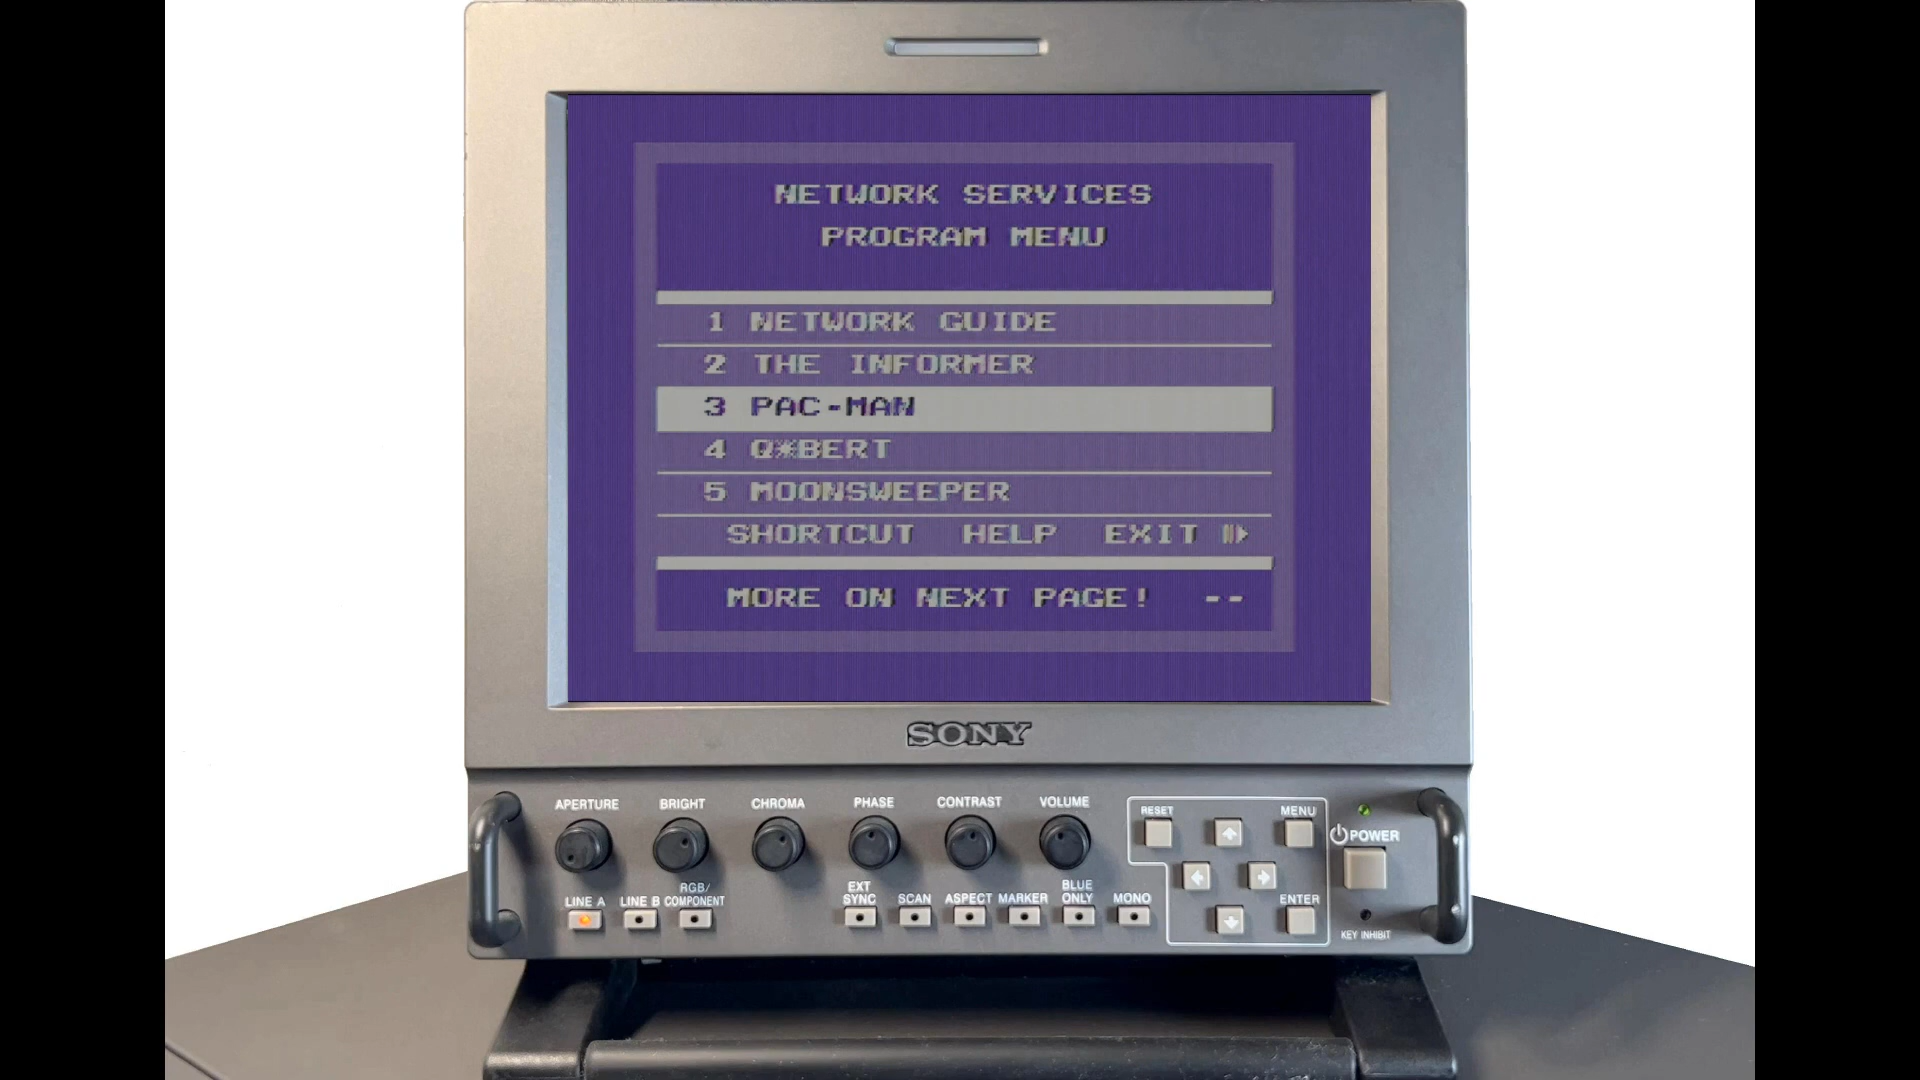 NETWORK SERVICES
PROGRAM MENU
1 NETWORK GUIDE
2 THE INFORMER
3 PAC-MAN
4 Q*BERT
5 MOONSWEEPER
SHORTCUT HELP EXIT
MORE ON NEXT PAGE! --
SONY
APERTURE BRIGHT CHROMA PHASE CONTRAST VOLUME
RESET MENU
POWER
LINE A LINE B RGB/COMPONENT
EXT SYNC SCAN ASPECT MARKER BLUE ONLY MONO
ENTER
KEY INHIBIT